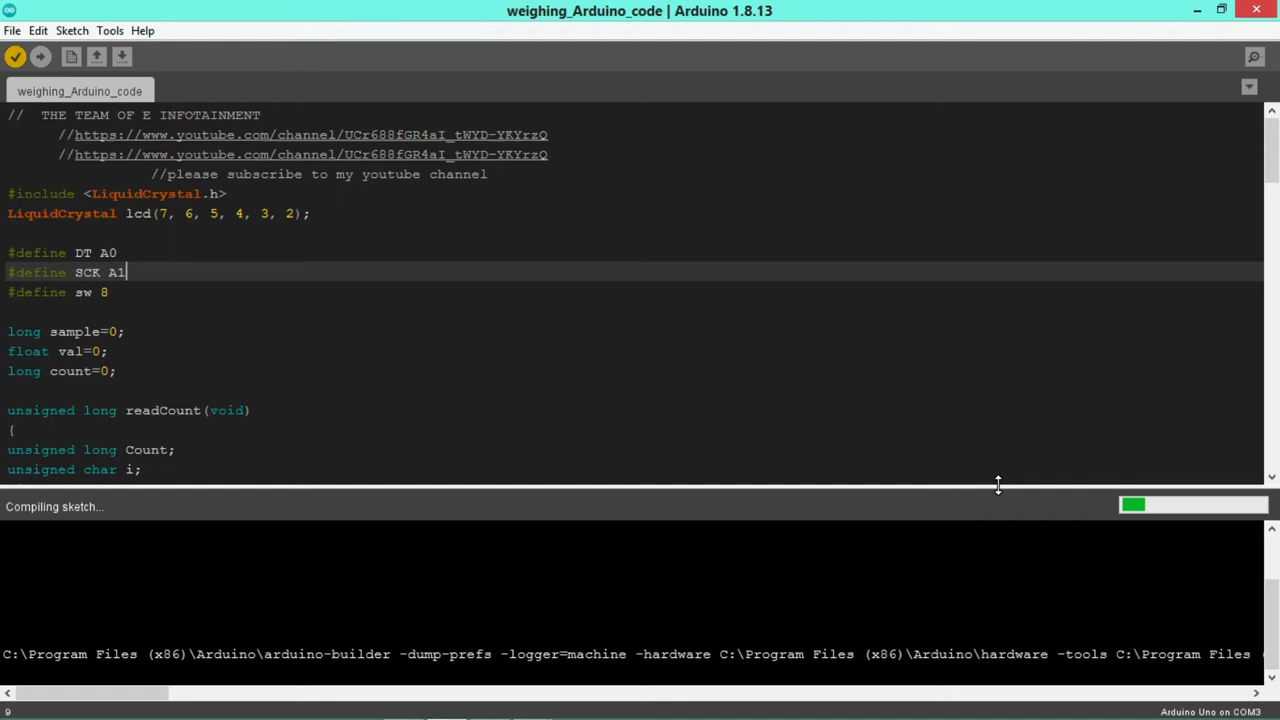 weighing_Arduino_code | Arduino 1.8.13
File Edit Sketch Tools Help
weighing_Arduino_code
// THE TEAM OF E INFOTAINMENT
//https://www.youtube.com/channel/UCr688fGR4aI_tWYD-YKYrzQ
//https://www.youtube.com/channel/UCr688fGR4aI_tWYD-YKYrzQ
//please subscribe to my youtube channel
#include <LiquidCrystal.h>
LiquidCrystal lcd(7, 6, 5, 4, 3, 2);
#define DT A0
#define SCK A1
#define sw 8
long sample=0;
float val=0;
long count=0;
unsigned long readCount(void)
{
unsigned long Count;
unsigned char i;
Compiling sketch...
C:\Program Files (x86)\Arduino\arduino-builder -dump-prefs -logger=machine -hardware C:\Program Files (x86)\Arduino\hardware -tools C:\Program Files (
9
Arduino Uno on COM3